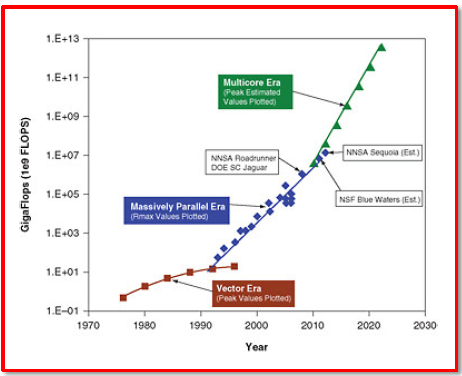 1.E+13
1.E+11
1.E+09
1.E+07
1.E+05
1.E+03
1.E+01
1.E−01
GigaFlops (1e9 FLOPS)
Multicore Era
(Peak Estimated
Values Plotted)
NNSA Roadrunner
DOE SC Jaguar
NNSA Sequoia (Est.)
NSF Blue Waters (Est.)
Massively Parallel Era
(Rmax Values Plotted)
Vector Era
(Peak Values Plotted)
1970 1980 1990 2000 2010 2020 2030
Year